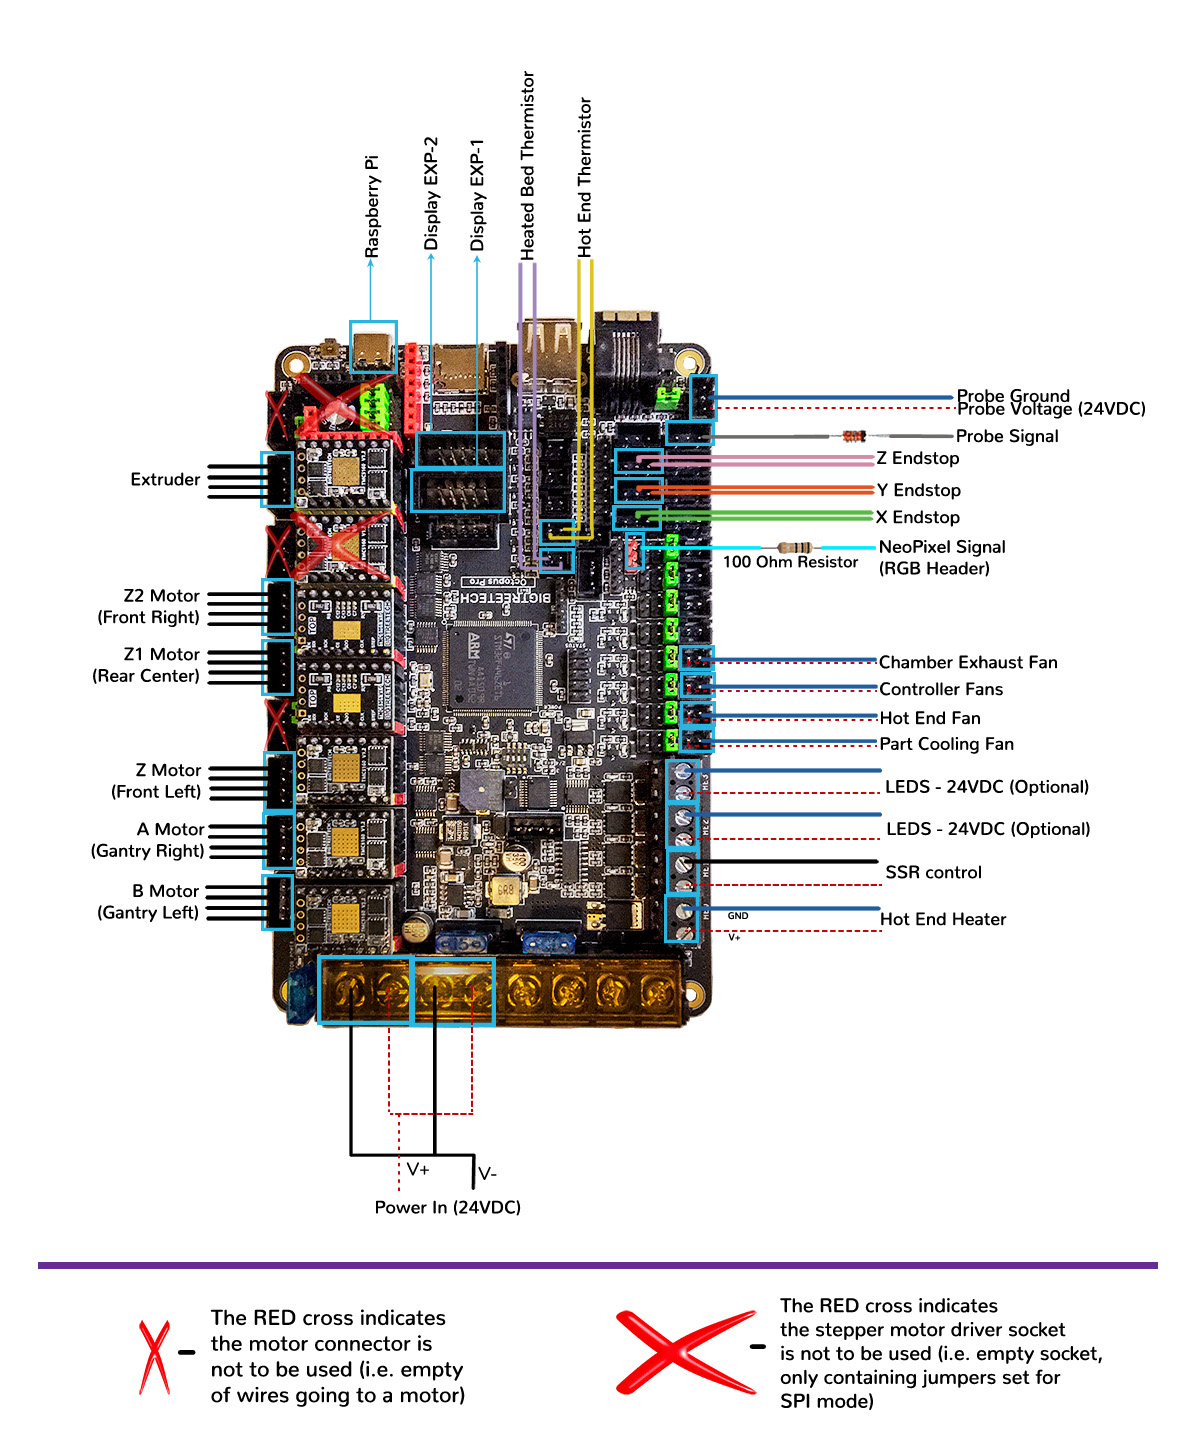 Raspberry Pi
Display EXP-2
Display EXP-1
Heated Bed Thermistor
Hot End Thermistor
Probe Ground
Probe Voltage (24VDC)
Probe Signal
Z Endstop
Y Endstop
X Endstop
NeoPixel Signal
(RGB Header)
100 Ohm Resistor
Extruder
Z2 Motor
(Front Right)
Z1 Motor
(Rear Center)
Z Motor
(Front Left)
A Motor
(Gantry Right)
B Motor
(Gantry Left)
Octopus Pro
BIGTREETECH
STATUS
ARM
TOP
TOP
Chamber Exhaust Fan
Controller Fans
Hot End Fan
Part Cooling Fan
LEDS - 24VDC (Optional)
LEDS - 24VDC (Optional)
SSR control
Hot End Heater
GND
V+
15
V+
V-
Power In (24VDC)
The RED cross indicates
the motor connector is
not to be used (i.e. empty
of wires going to a motor)
The RED cross indicates
the stepper motor driver socket
is not to be used (i.e. empty socket,
only containing jumpers set for
SPI mode)